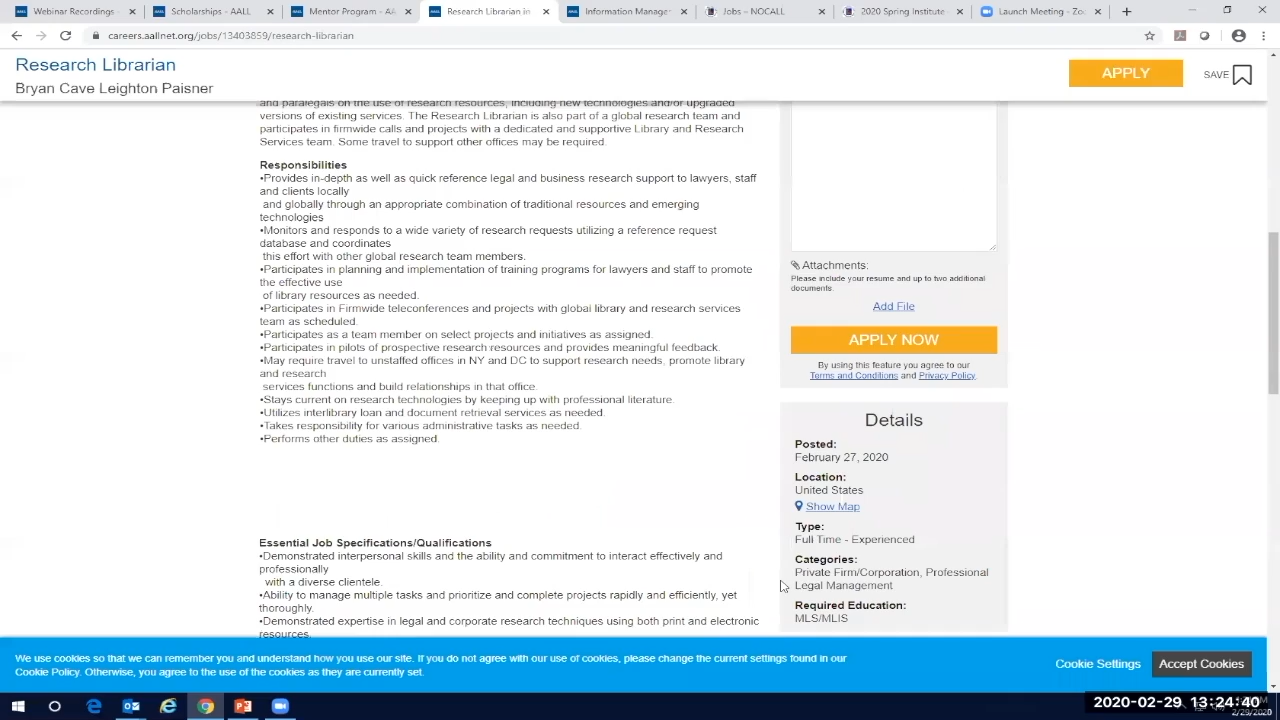 Webinar Recordings -
Scholarships – AALL
Mentor Program – AA
Research Librarian in
Information Manage
Jobs – NOCALL
2020 Spring Institute
Launch Meeting - Zo
careers.aallnet.org/jobs/13403859/research-librarian
Research Librarian
Bryan Cave Leighton Paisner
APPLY
SAVE
and paralegals on the use of research resources, including new technologies and/or upgraded
versions of existing services. The Research Librarian is also part of a global research team and
participates in firmwide calls and projects with a dedicated and supportive Library and Research
Services team. Some travel to support other offices may be required.
Responsibilities
•Provides in-depth as well as quick reference legal and business research support to lawyers, staff
and clients locally
and globally through an appropriate combination of traditional resources and emerging
technologies
•Monitors and responds to a wide variety of research requests utilizing a reference request
database and coordinates
this effort with other global research team members.
•Participates in planning and implementation of training programs for lawyers and staff to promote
the effective use
of library resources as needed.
•Participates in Firmwide teleconferences and projects with global library and research services
team as scheduled.
•Participates as a team member on select projects and initiatives as assigned.
•Participates in pilots of prospective research resources and provides meaningful feedback.
•May require travel to unstaffed offices in NY and DC to support research needs, promote library
and research
services functions and build relationships in that office.
•Stays current on research technologies by keeping up with professional literature.
•Utilizes interlibrary loan and document retrieval services as needed.
•Takes responsibility for various administrative tasks as needed.
•Performs other duties as assigned.
Essential Job Specifications/Qualifications
•Demonstrated interpersonal skills and the ability and commitment to interact effectively and
professionally
with a diverse clientele.
•Ability to manage multiple tasks and prioritize and complete projects rapidly and efficiently, yet
thoroughly.
•Demonstrated expertise in legal and corporate research techniques using both print and electronic
resources.
Attachments:
Please include your resume and up to two additional
documents.
Add File
APPLY NOW
By using this feature you agree to our
Terms and Conditions and Privacy Policy.
Details
Posted:
February 27, 2020
Location:
United States
Show Map
Type:
Full Time - Experienced
Categories:
Private Firm/Corporation, Professional
Legal Management
Required Education:
MLS/MLIS
We use cookies so that we can remember you and understand how you use our site. If you do not agree with our use of cookies, please change the current settings found in our
Cookie Policy. Otherwise, you agree to the use of the cookies as they are currently set.
Cookie Settings
Accept Cookies
2020-02-29 13:24:40
2/29/2020